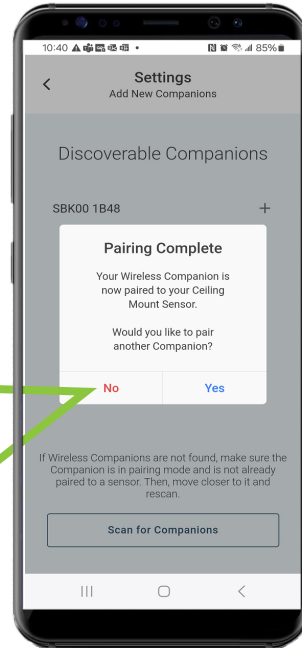 10:40
85%
Settings
Add New Companions
Discoverable Companions
SBK00 1B48 +
Pairing Complete
Your Wireless Companion is
now paired to your Ceiling
Mount Sensor.
Would you like to pair
another Companion?
No Yes
If Wireless Companions are not found, make sure the
Companion is in pairing mode and is not already
paired to a sensor. Then, move closer to it and
rescan.
Scan for Companions